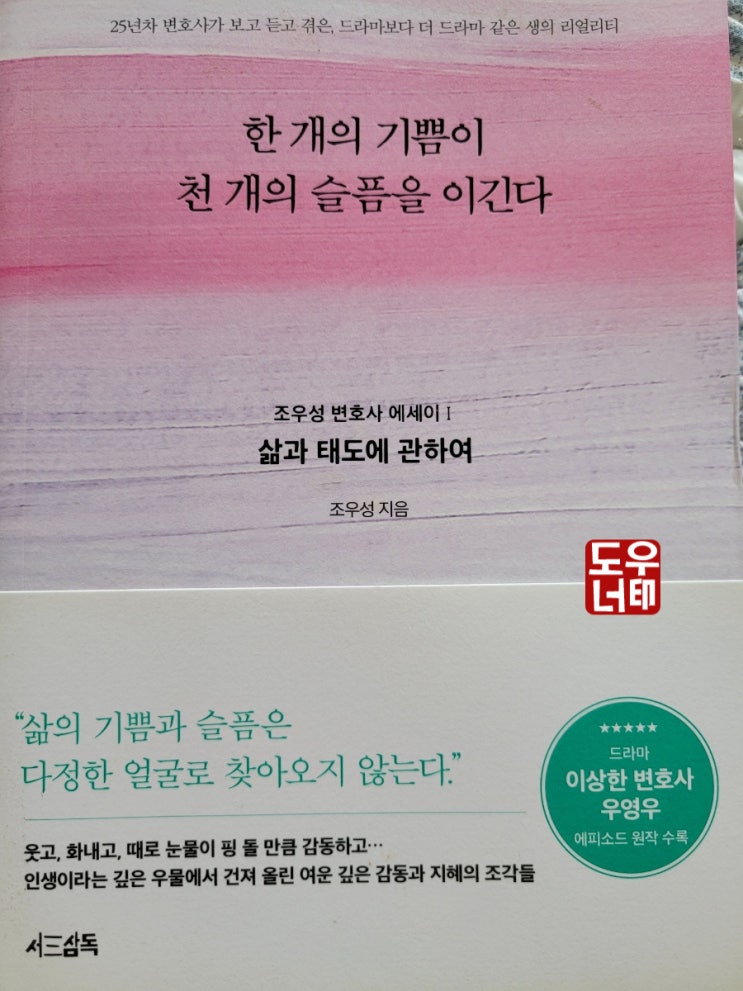 25년차 변호사가 보고 듣고 겪은, 드라마보다 더 드라마 같은 생의 리얼리티
한 개의 기쁨이
천 개의 슬픔을 이긴다
조우성 변호사 에세이 I
삶과 태도에 관하여
조우성 지음
도우
너태
“삶의 기쁨과 슬픔은
다정한 얼굴로 찾아오지 않는다.”
★★★★★
드라마
이상한 변호사
우영우
에피소드 원작 수록
웃고, 화내고, 때로 눈물이 핑 돌 만큼 감동하고…
인생이라는 깊은 우물에서 건져 올린 여운 깊은 감동과 지혜의 조각들
서三삼독